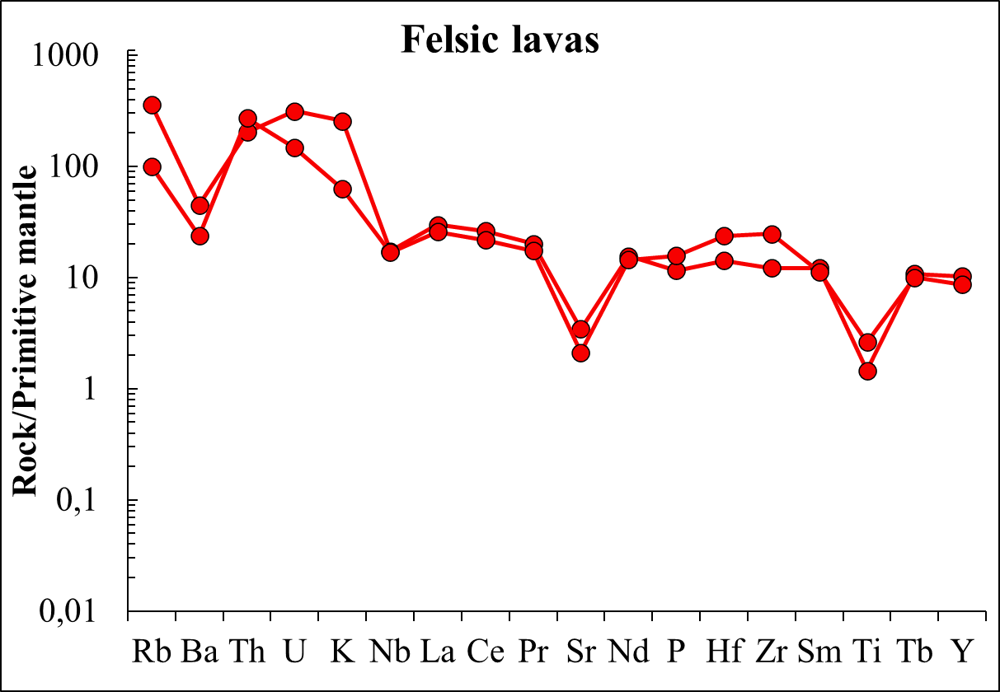 Felsic lavas
Rock/Primitive mantle
1000
100
10
1
0,1
0,01
Rb Ba Th U K Nb La Ce Pr Sr Nd P Hf Zr Sm Ti Tb Y